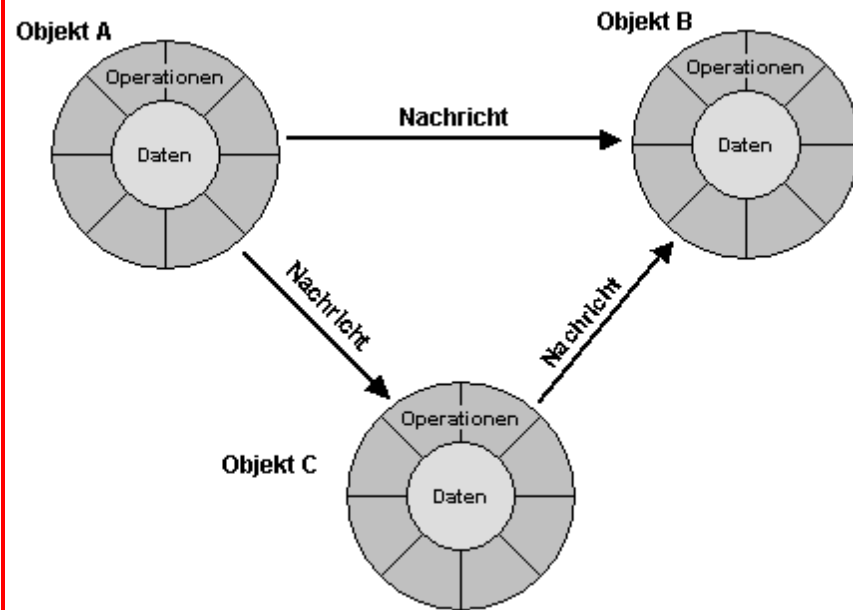 Objekt A
Objekt B
Operationen
Operationen
Nachricht
Daten
Daten
Nachricht
Nachricht
Operationen
Objekt C
Daten